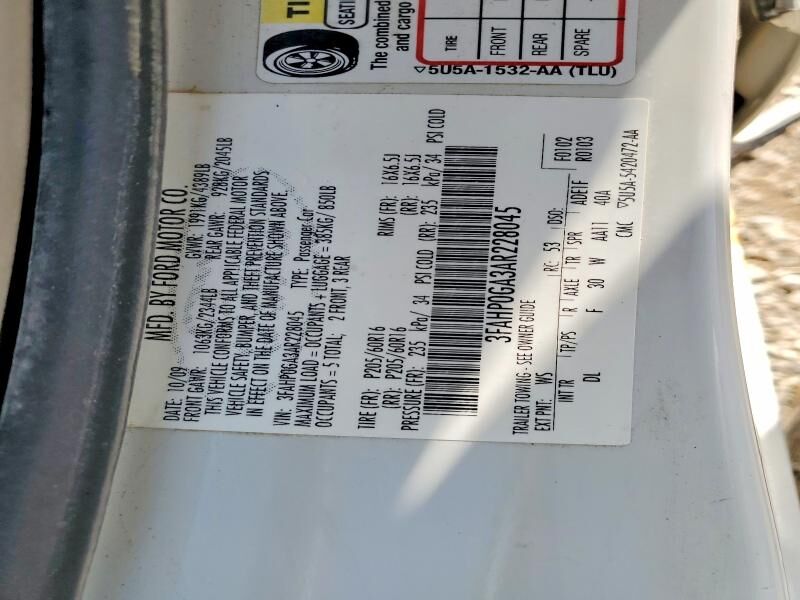 TI
SEATI
The combined
and cargo
TIRE
FRONT
REAR
SPARE
5U5A-1532-AA (TLU)
MFD. BY FORD MOTOR CO.
DATE: 10/09 GVWR: 1991KG/4389LB
FRONT GAWR: 1063KG/2344LB REAR GAWR: 928KG/2045LB
THIS VEHICLE CONFORMS TO ALL APPLICABLE FEDERAL MOTOR
VEHICLE SAFETY, BUMPER, AND THEFT PREVENTION STANDARDS
IN EFFECT ON THE DATE OF MANUFACTURE SHOWN ABOVE.
VIN: 3FAHP0GA3AR228045 TYPE: Passenger Car
MAXIMUM LOAD = OCCUPANTS + LUGGAGE = 385KG/ 850LB
OCCUPANTS = 5 TOTAL; 2 FRONT, 3 REAR
TIRE (FR): P205/60R16 RIMS (FR): 16X6.5J
(RR): P205/60R16 (RR): 16X6.5J
PRESSURE (FR): 235 kPa/ 34 PSI COLD (RR): 235 kPa/ 34 PSI COLD
3FAHP0GA3AR228045
TRAILER TOWING - SEE OWNER GUIDE
EXT PNT: WS RC: 53 DSO: F0102
R0103
INTTR TP/PS R AXLE TR SPR ADE1F
DL F 30 W AA11 40A
CMC ▽5U5A-5420472-AA